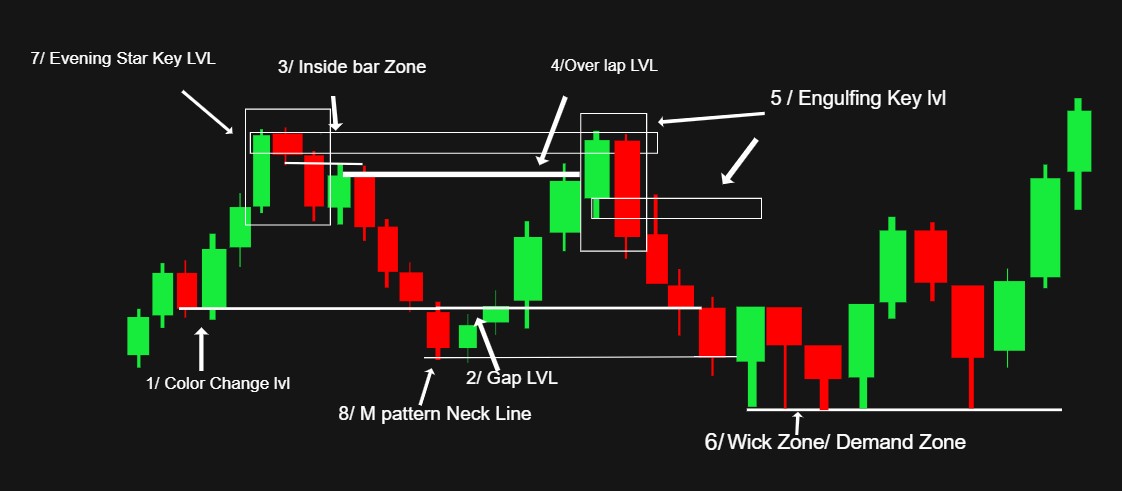 7/ Evening Star Key LVL
3/ Inside bar Zone
4/Over lap LVL
5 / Engulfing Key lvl
1/ Color Change lvl
2/ Gap LVL
8/ M pattern Neck Line
6/ Wick Zone/ Demand Zone